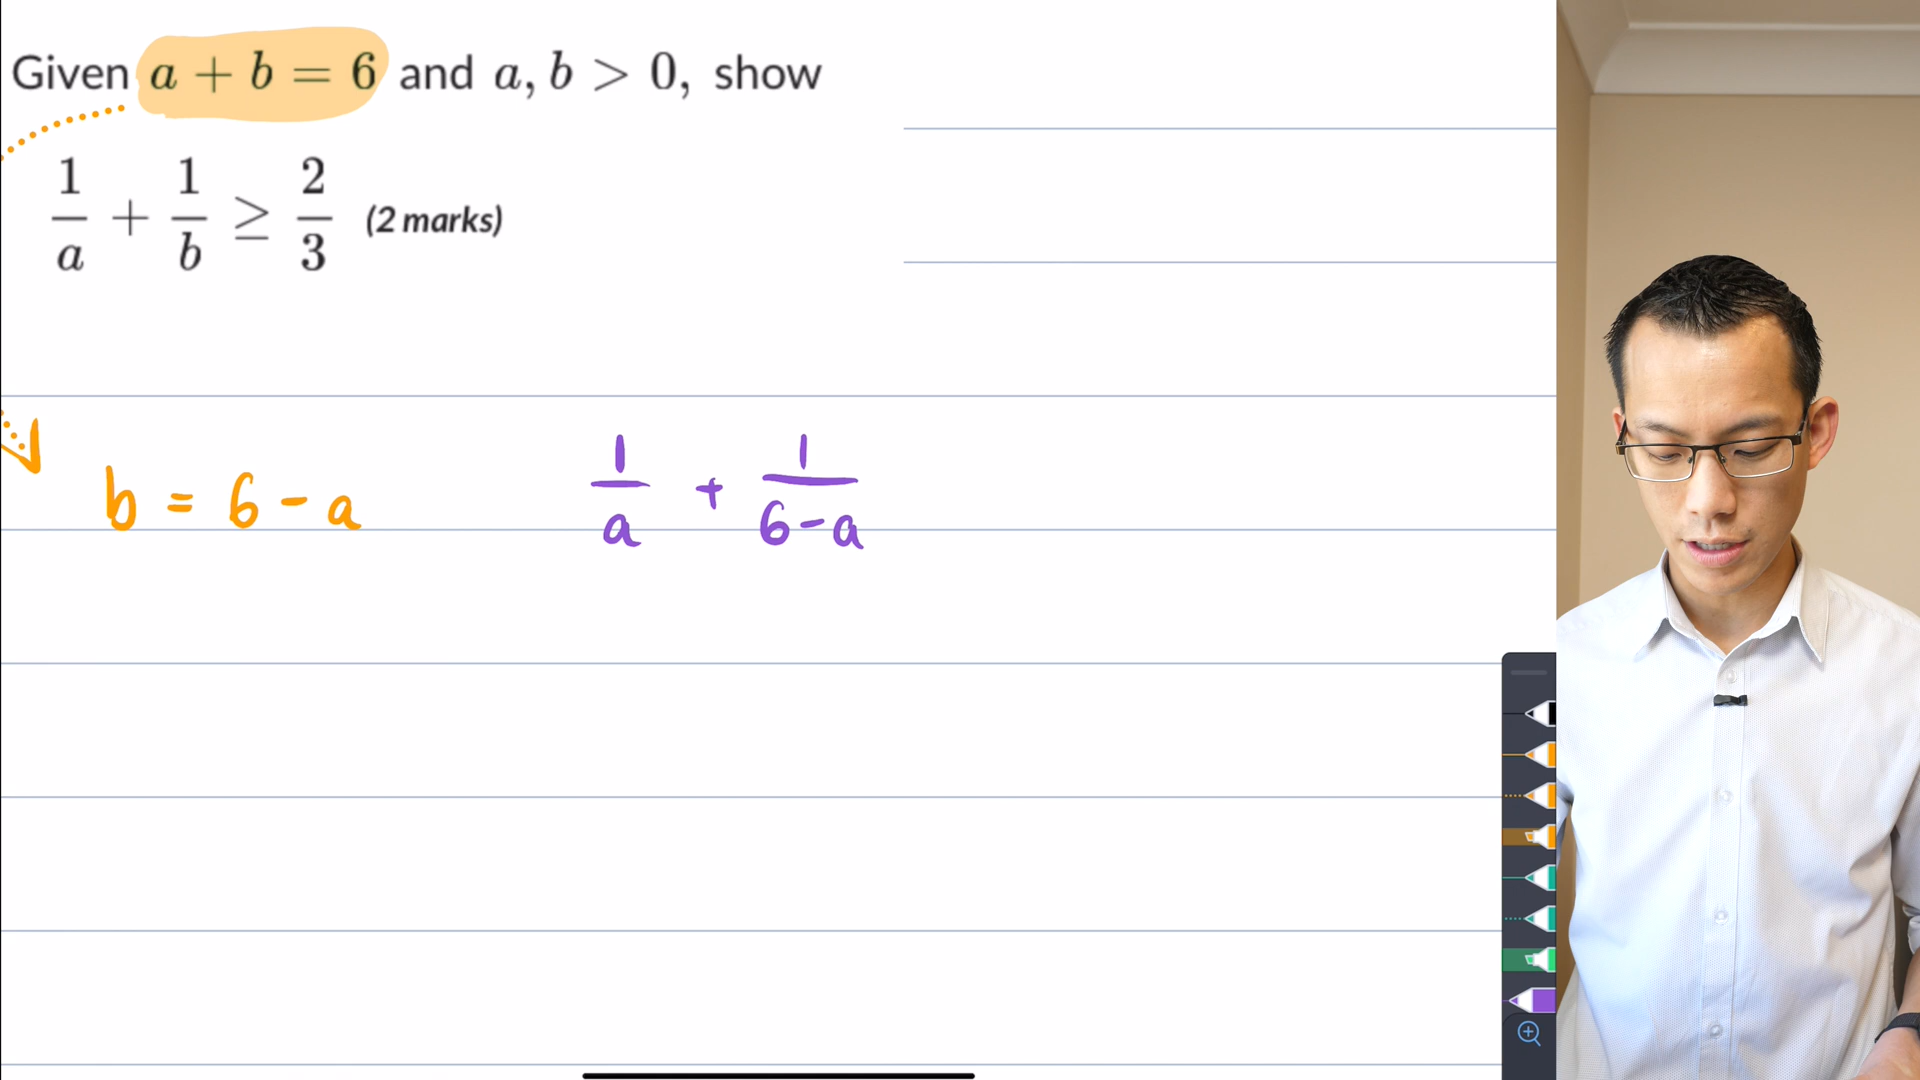 Given a + b = 6 and a, b > 0, show
1/a + 1/b ≥ 2/3 (2 marks)
b = 6 - a
1/a + 1/(6-a)